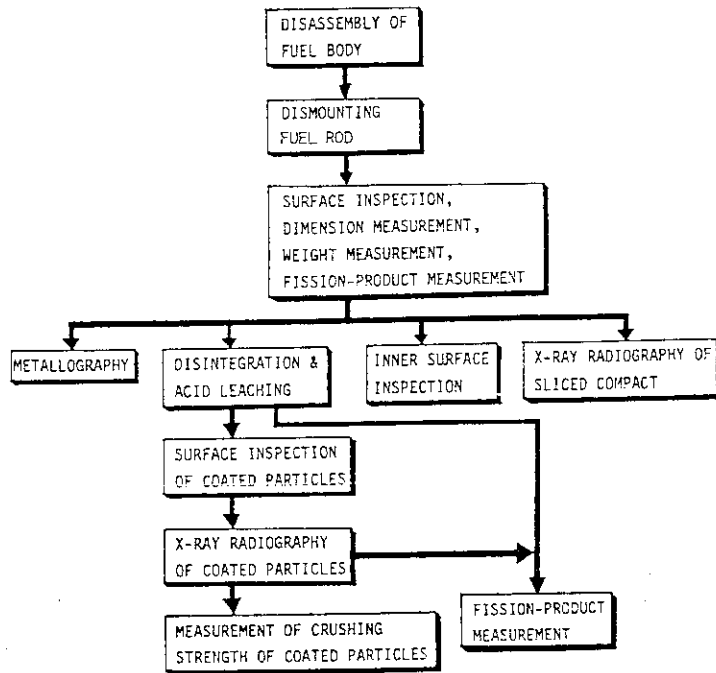 DISASSEMBLY OF
FUEL BODY
DISMOUNTING
FUEL ROD
SURFACE INSPECTION,
DIMENSION MEASUREMENT,
WEIGHT MEASUREMENT,
FISSION-PRODUCT MEASUREMENT
METALLOGRAPHY
DISINTEGRATION &
ACID LEACHING
INNER SURFACE
INSPECTION
X-RAY RADIOGRAPHY OF
SLICED COMPACT
SURFACE INSPECTION
OF COATED PARTICLES
X-RAY RADIOGRAPHY
OF COATED PARTICLES
MEASUREMENT OF CRUSHING
STRENGTH OF COATED PARTICLES
FISSION-PRODUCT
MEASUREMENT